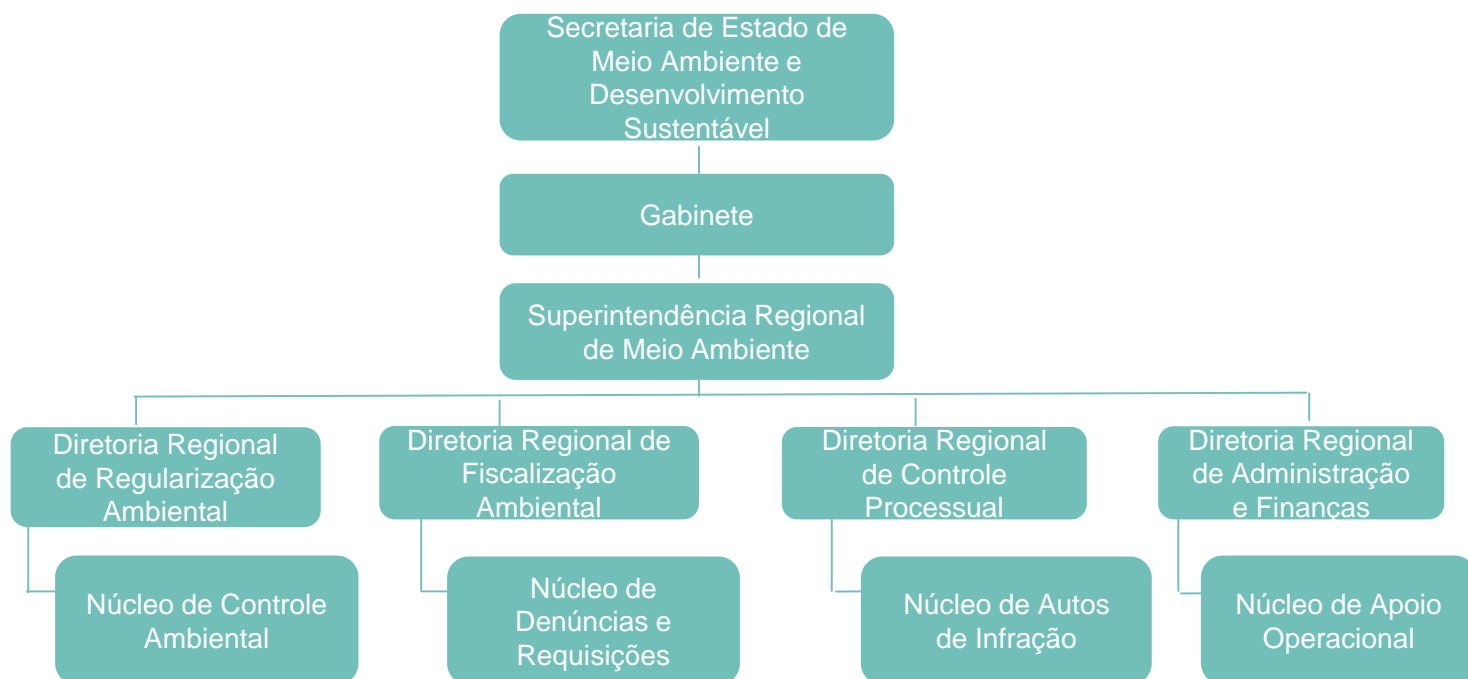 Secretaria de Estado de
Meio Ambiente e
Desenvolvimento
Sustentável
Gabinete
Superintendência Regional
de Meio Ambiente
Diretoria Regional
de Regularização
Ambiental
Diretoria Regional de
Fiscalização
Ambiental
Diretoria Regional
de Controle
Processual
Diretoria Regional
de Administração
e Finanças
Núcleo de Controle
Ambiental
Núcleo de
Denúncias e
Requisições
Núcleo de Autos
de Infração
Núcleo de Apoio
Operacional